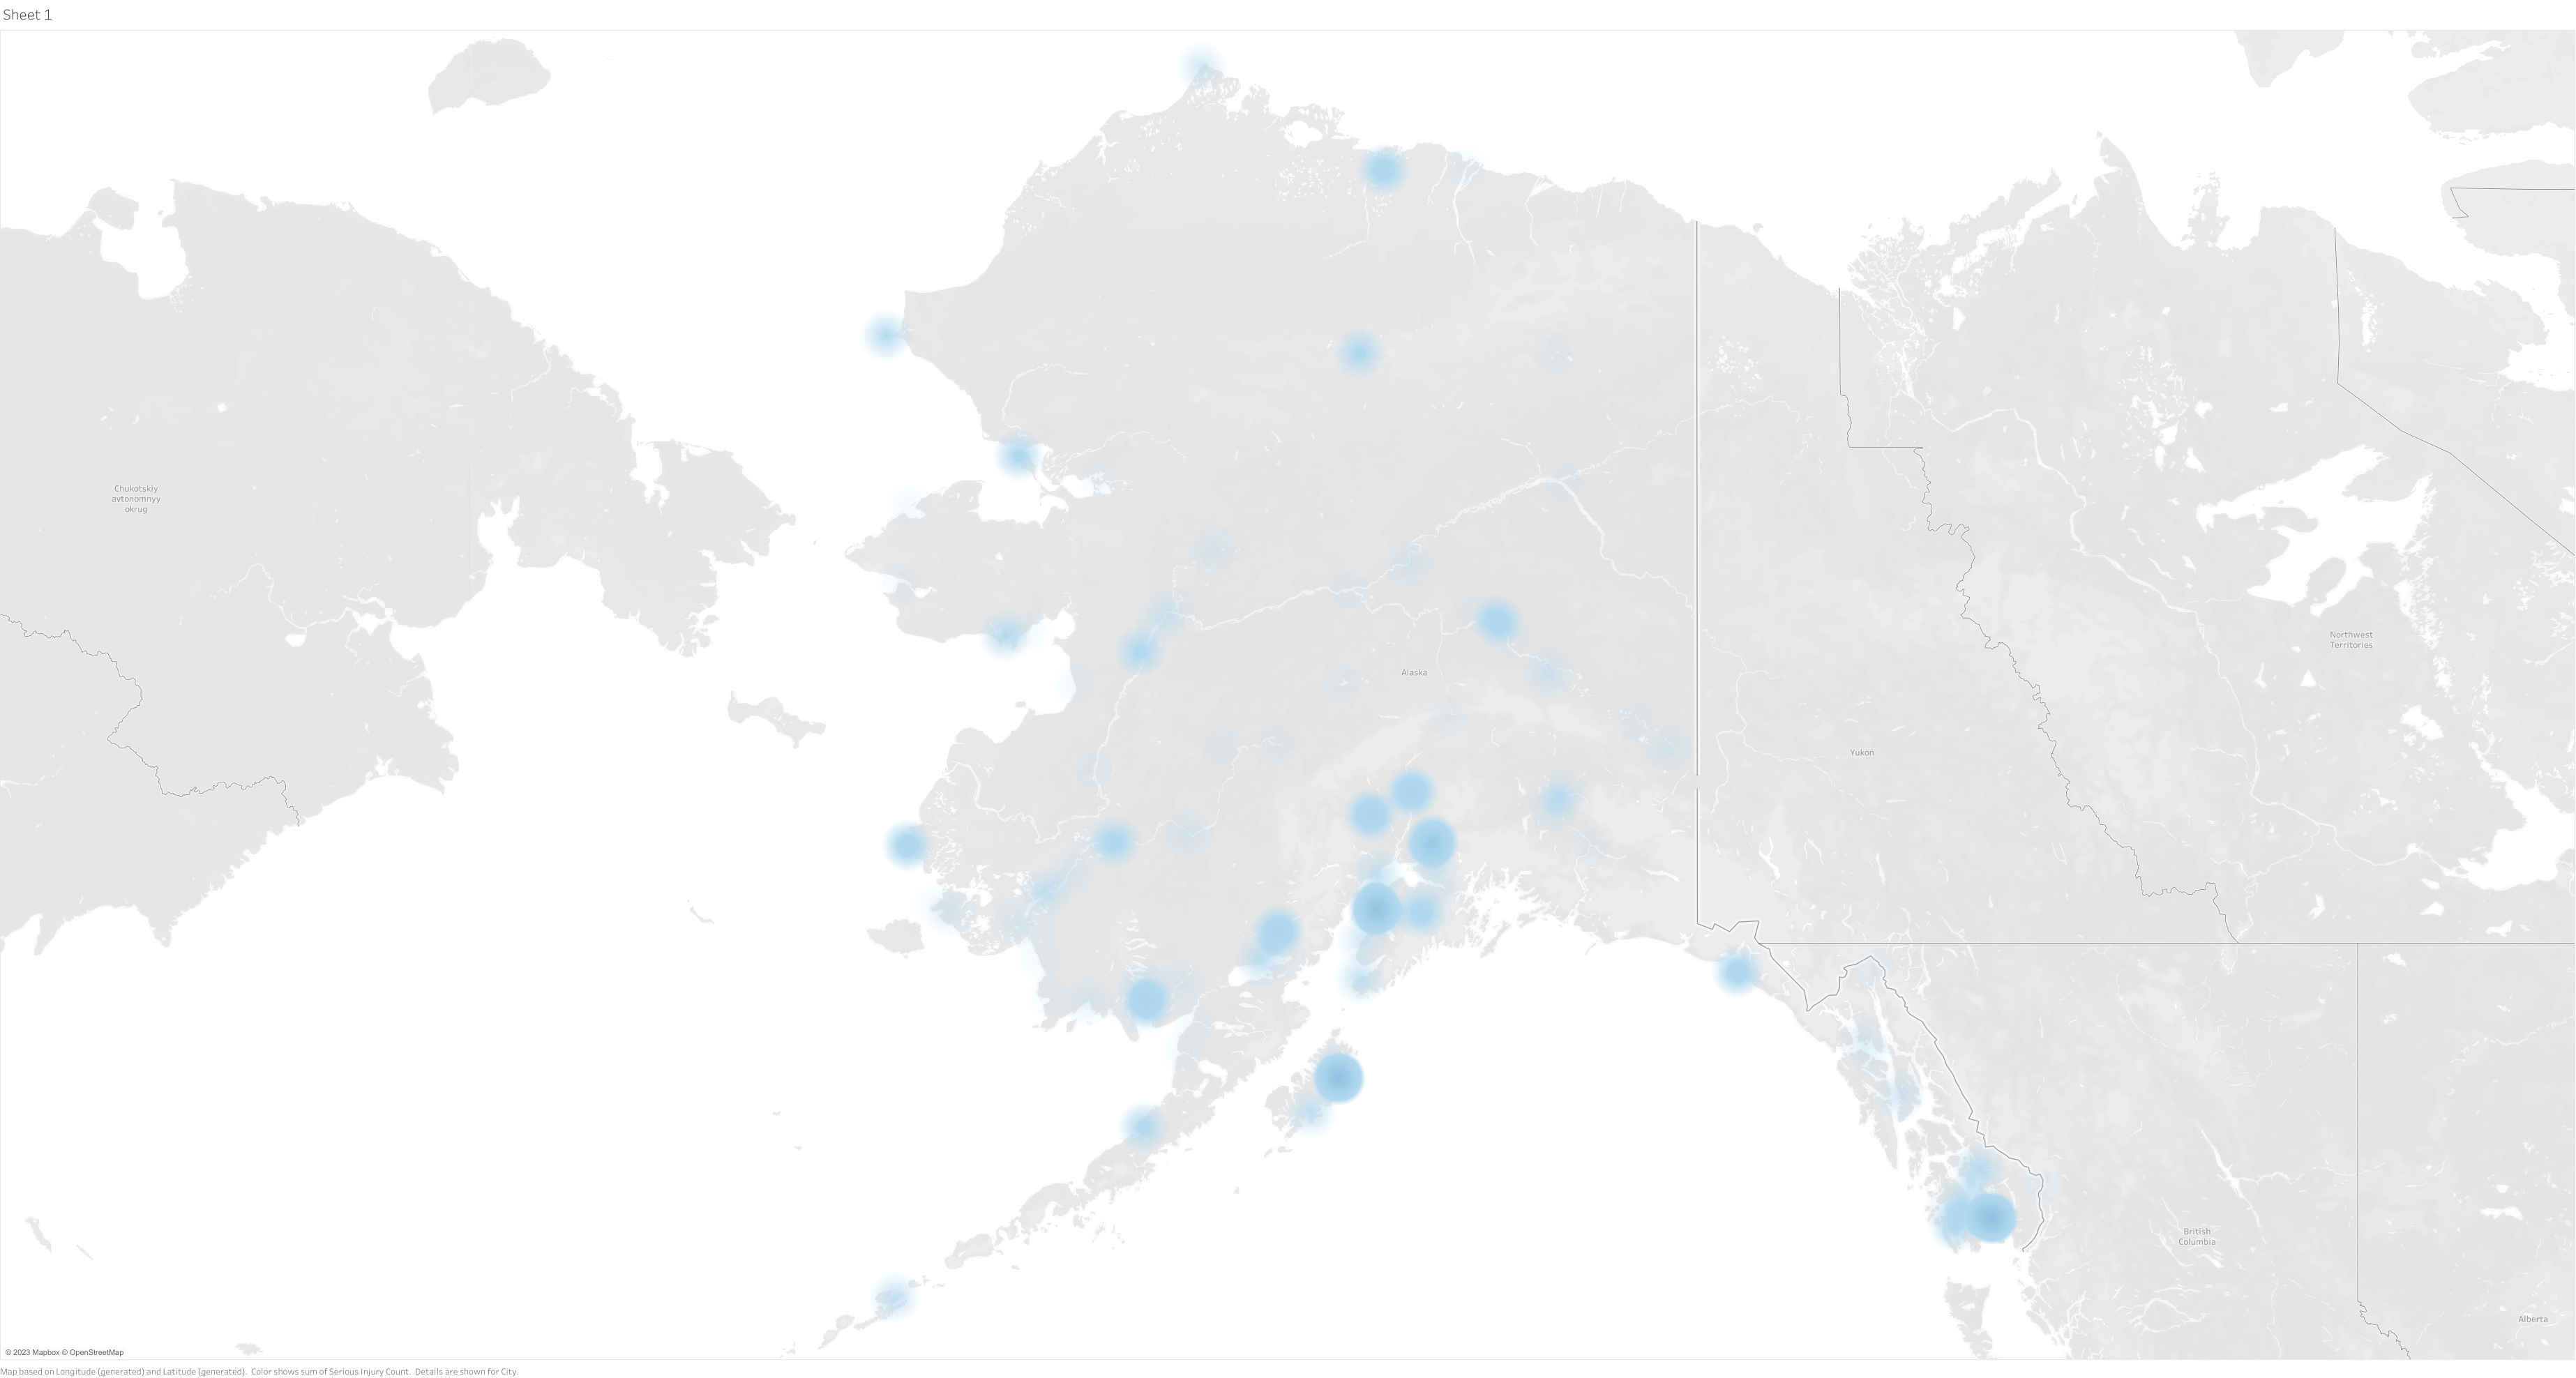 Sheet 1
Chukotskiy
avtonomnyy
okrug
Northwest
Territories
Alaska
Yukon
British
Columbia
Alberta
© 2023 Mapbox © OpenStreetMap
Map based on Longitude (generated) and Latitude (generated).  Color shows sum of Serious Injury Count.  Details are shown for City.